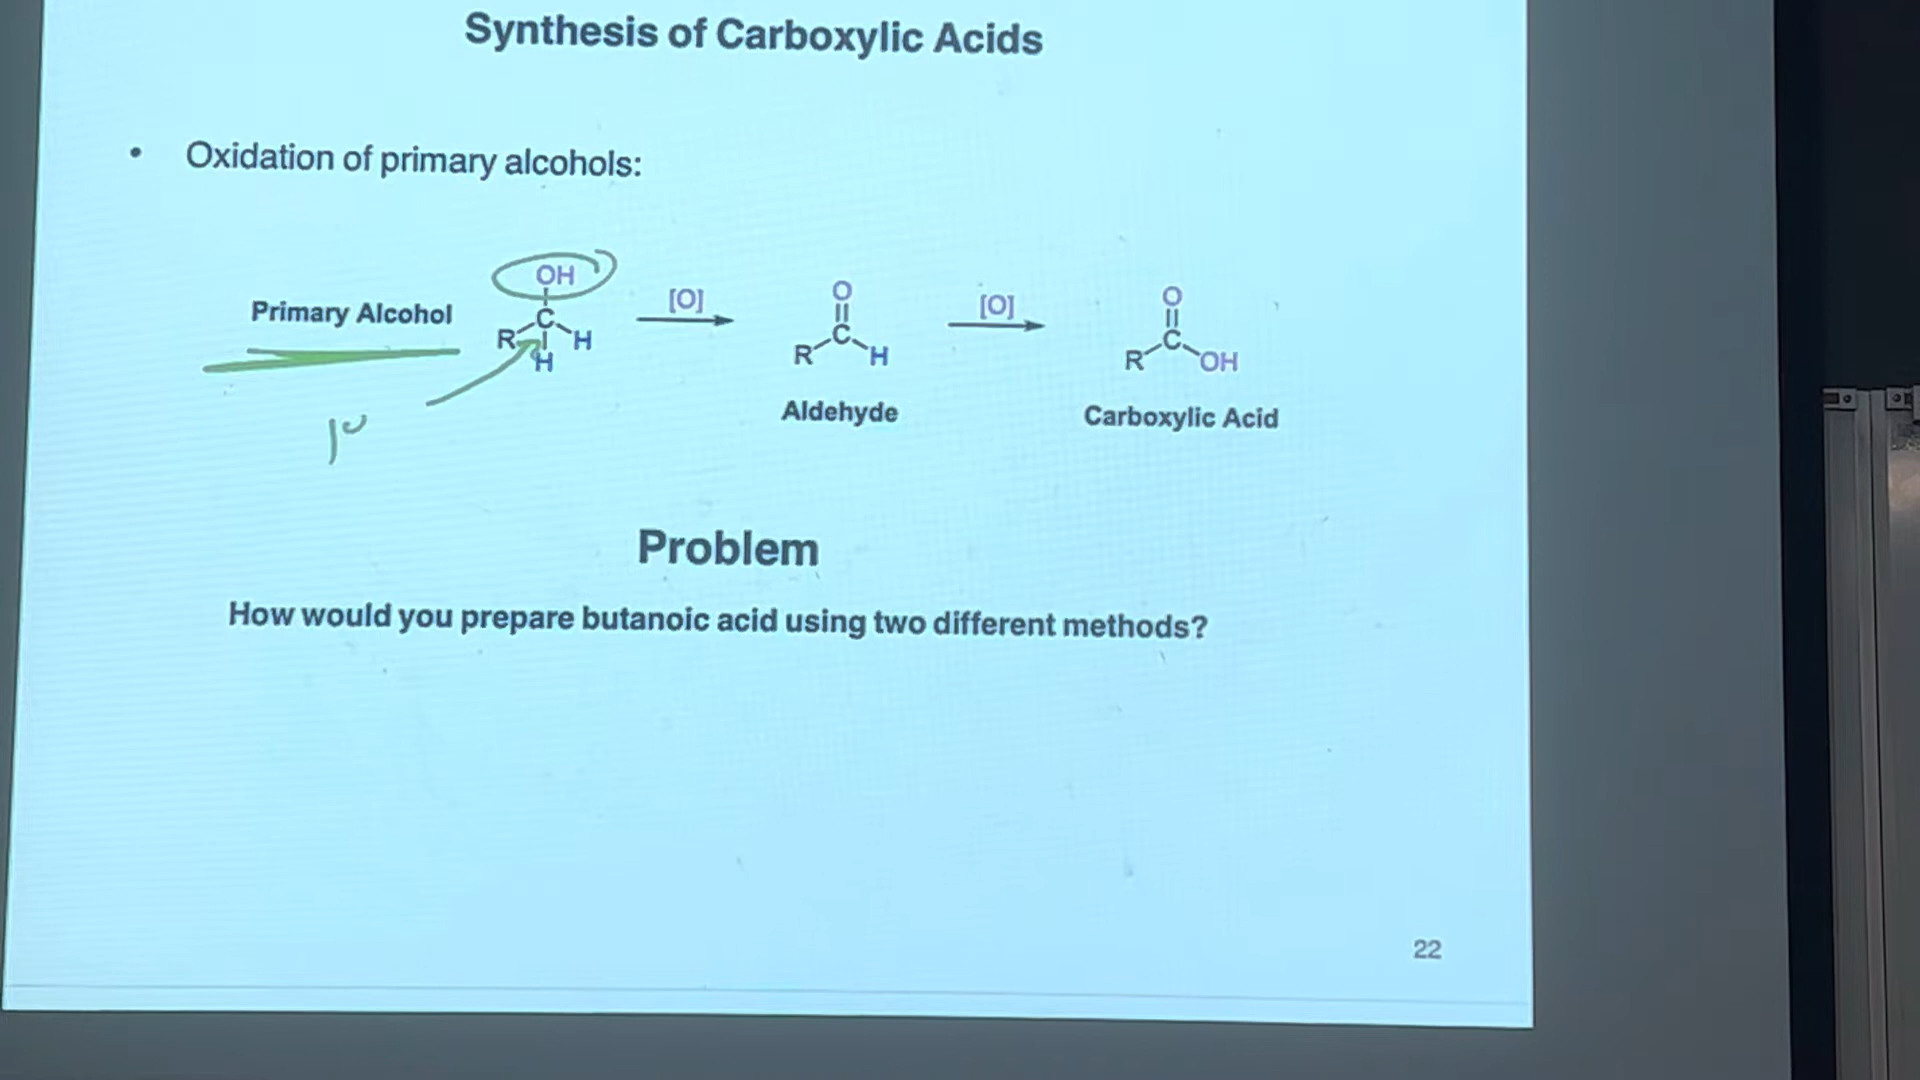 Synthesis of Carboxylic Acids
• Oxidation of primary alcohols:
Primary Alcohol
OH
C
R H
H
[O]
O
C
R H
Aldehyde
[O]
O
C
R OH
Carboxylic Acid
1º
Problem
How would you prepare butanoic acid using two different methods?
22